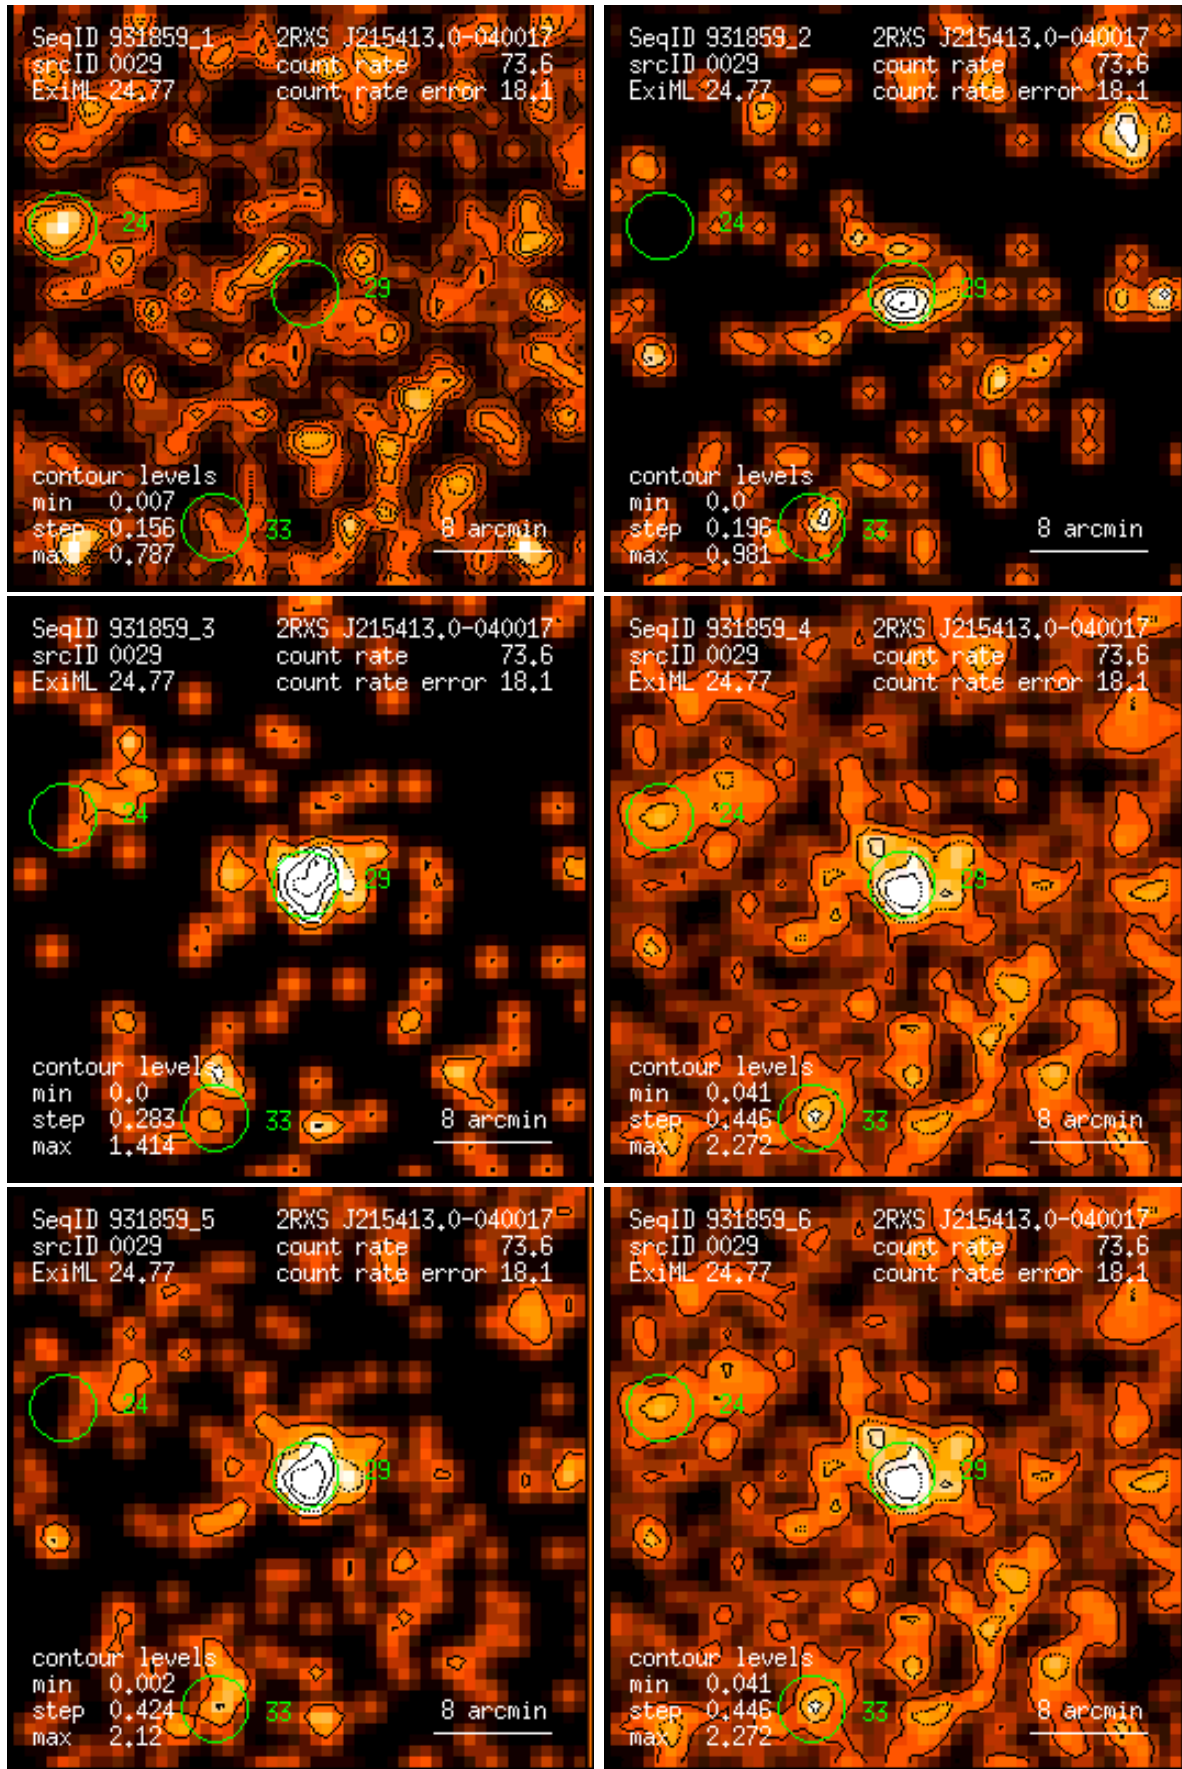 SeqID 931859_1 2RXS J215413.0-040017
srcID 0029 count rate 73.6
ExiML 24.77 count rate error 18.1
24
29
contour levels
min 0.007
step 0.156 33 8 arcmin
max 0.787
SeqID 931859_2 2RXS J215413.0-040017
srcID 0029 count rate 73.6
ExiML 24.77 count rate error 18.1
24
29
contour levels
min 0.0
step 0.196 33 8 arcmin
max 0.981
SeqID 931859_3 2RXS J215413.0-040017
srcID 0029 count rate 73.6
ExiML 24.77 count rate error 18.1
24
29
contour levels
min 0.0
step 0.283 33 8 arcmin
max 1.414
SeqID 931859_4 2RXS J215413.0-040017
srcID 0029 count rate 73.6
ExiML 24.77 count rate error 18.1
24
29
contour levels
min 0.041
step 0.446 33 8 arcmin
max 2.272
SeqID 931859_5 2RXS J215413.0-040017
srcID 0029 count rate 73.6
ExiML 24.77 count rate error 18.1
24
29
contour levels
min 0.002
step 0.424 33 8 arcmin
max 2.12
SeqID 931859_6 2RXS J215413.0-040017
srcID 0029 count rate 73.6
ExiML 24.77 count rate error 18.1
24
29
contour levels
min 0.041
step 0.446 33 8 arcmin
max 2.272